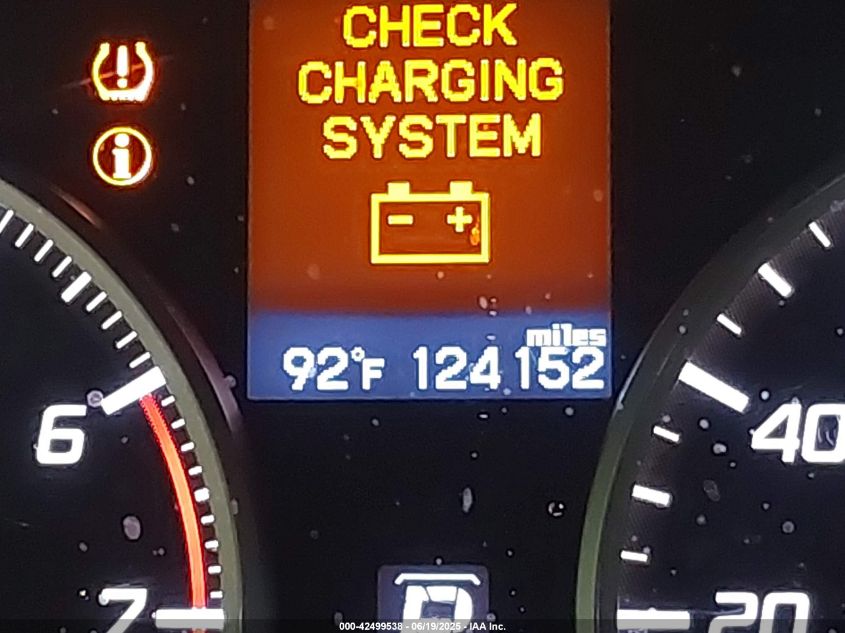 CHECK
CHARGING
SYSTEM
miles
92°F 124152
6
40
7
20
000-42499538 - 06/19/2025 - IAA Inc.